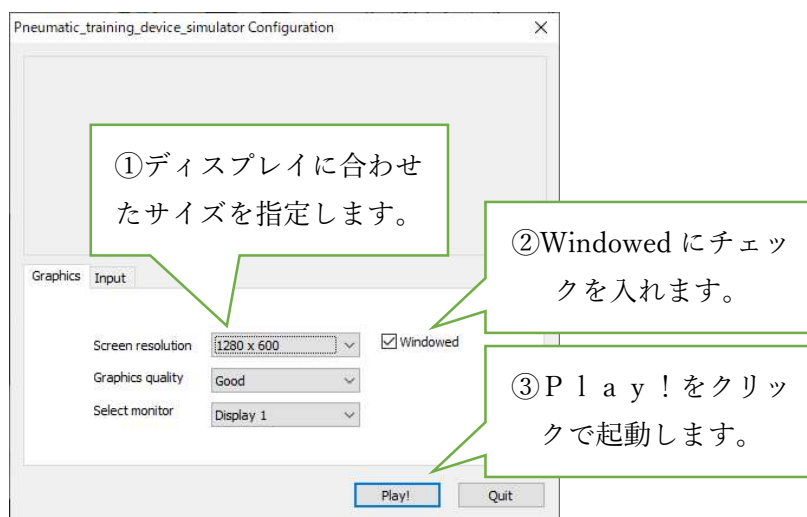 Pneumatic_training_device_simulator Configuration
①ディスプレイに合わせ
たサイズを指定します。
②Windowed にチェッ
クを入れます。
Graphics
Input
Screen resolution
1280 x 600
Windowed
Graphics quality
Good
Select monitor
Display 1
③Ｐｌａｙ！をクリッ
クで起動します。
Play!
Quit